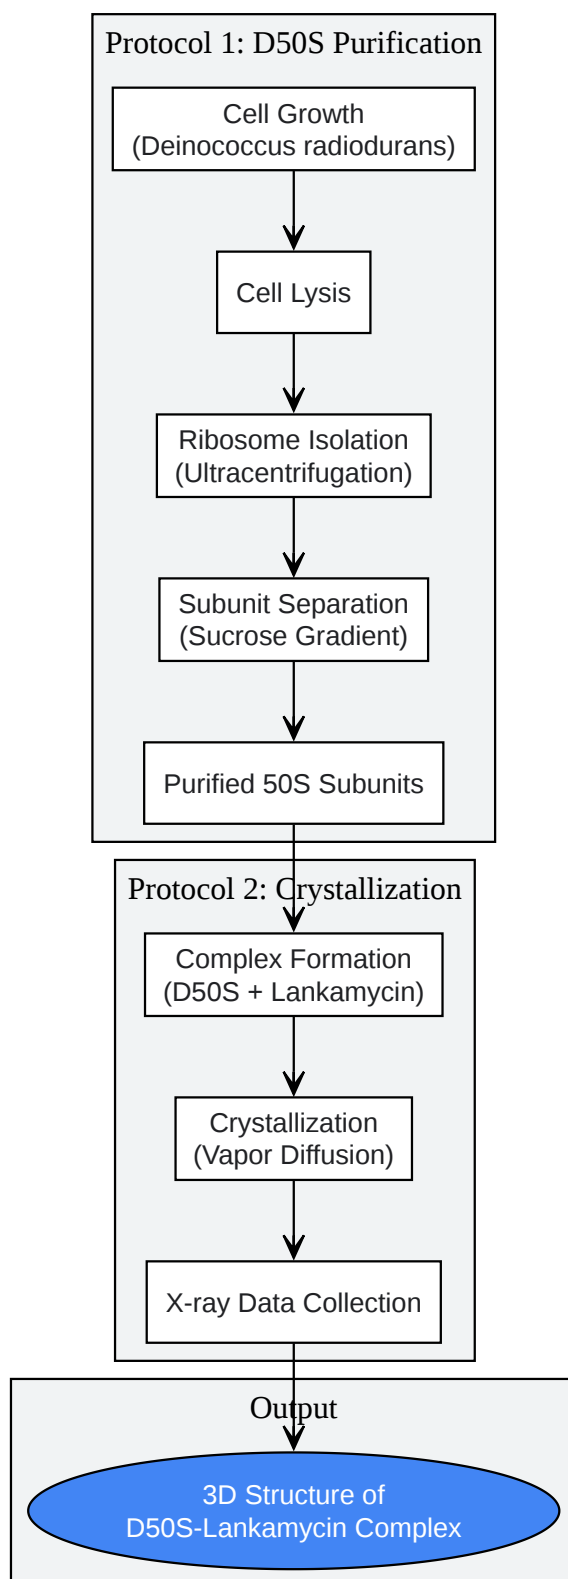 Protocol 1: D50S Purification
Cell Growth
(Deinococcus radiodurans)
Cell Lysis
Ribosome Isolation
(Ultracentrifugation)
Subunit Separation
(Sucrose Gradient)
Purified 50S Subunits
Protocol 2: Crystallization
Complex Formation
(D50S + Lankamycin)
Crystallization
(Vapor Diffusion)
X-ray Data Collection
Output
3D Structure of
D50S-Lankamycin Complex